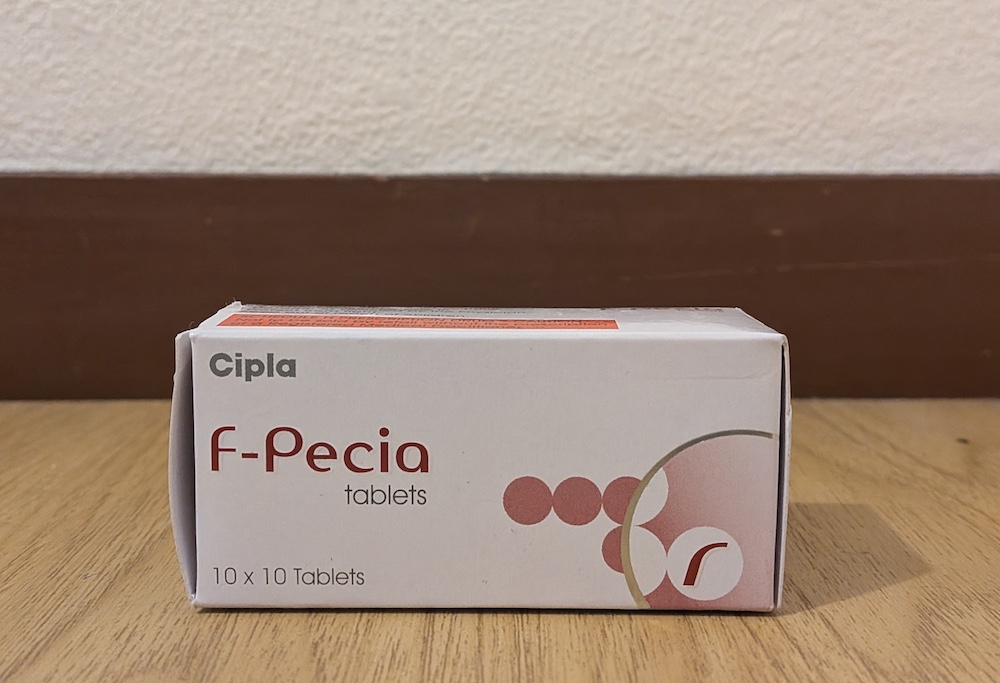 Cipla
F-Pecia
tablets
10 x 10 Tablets